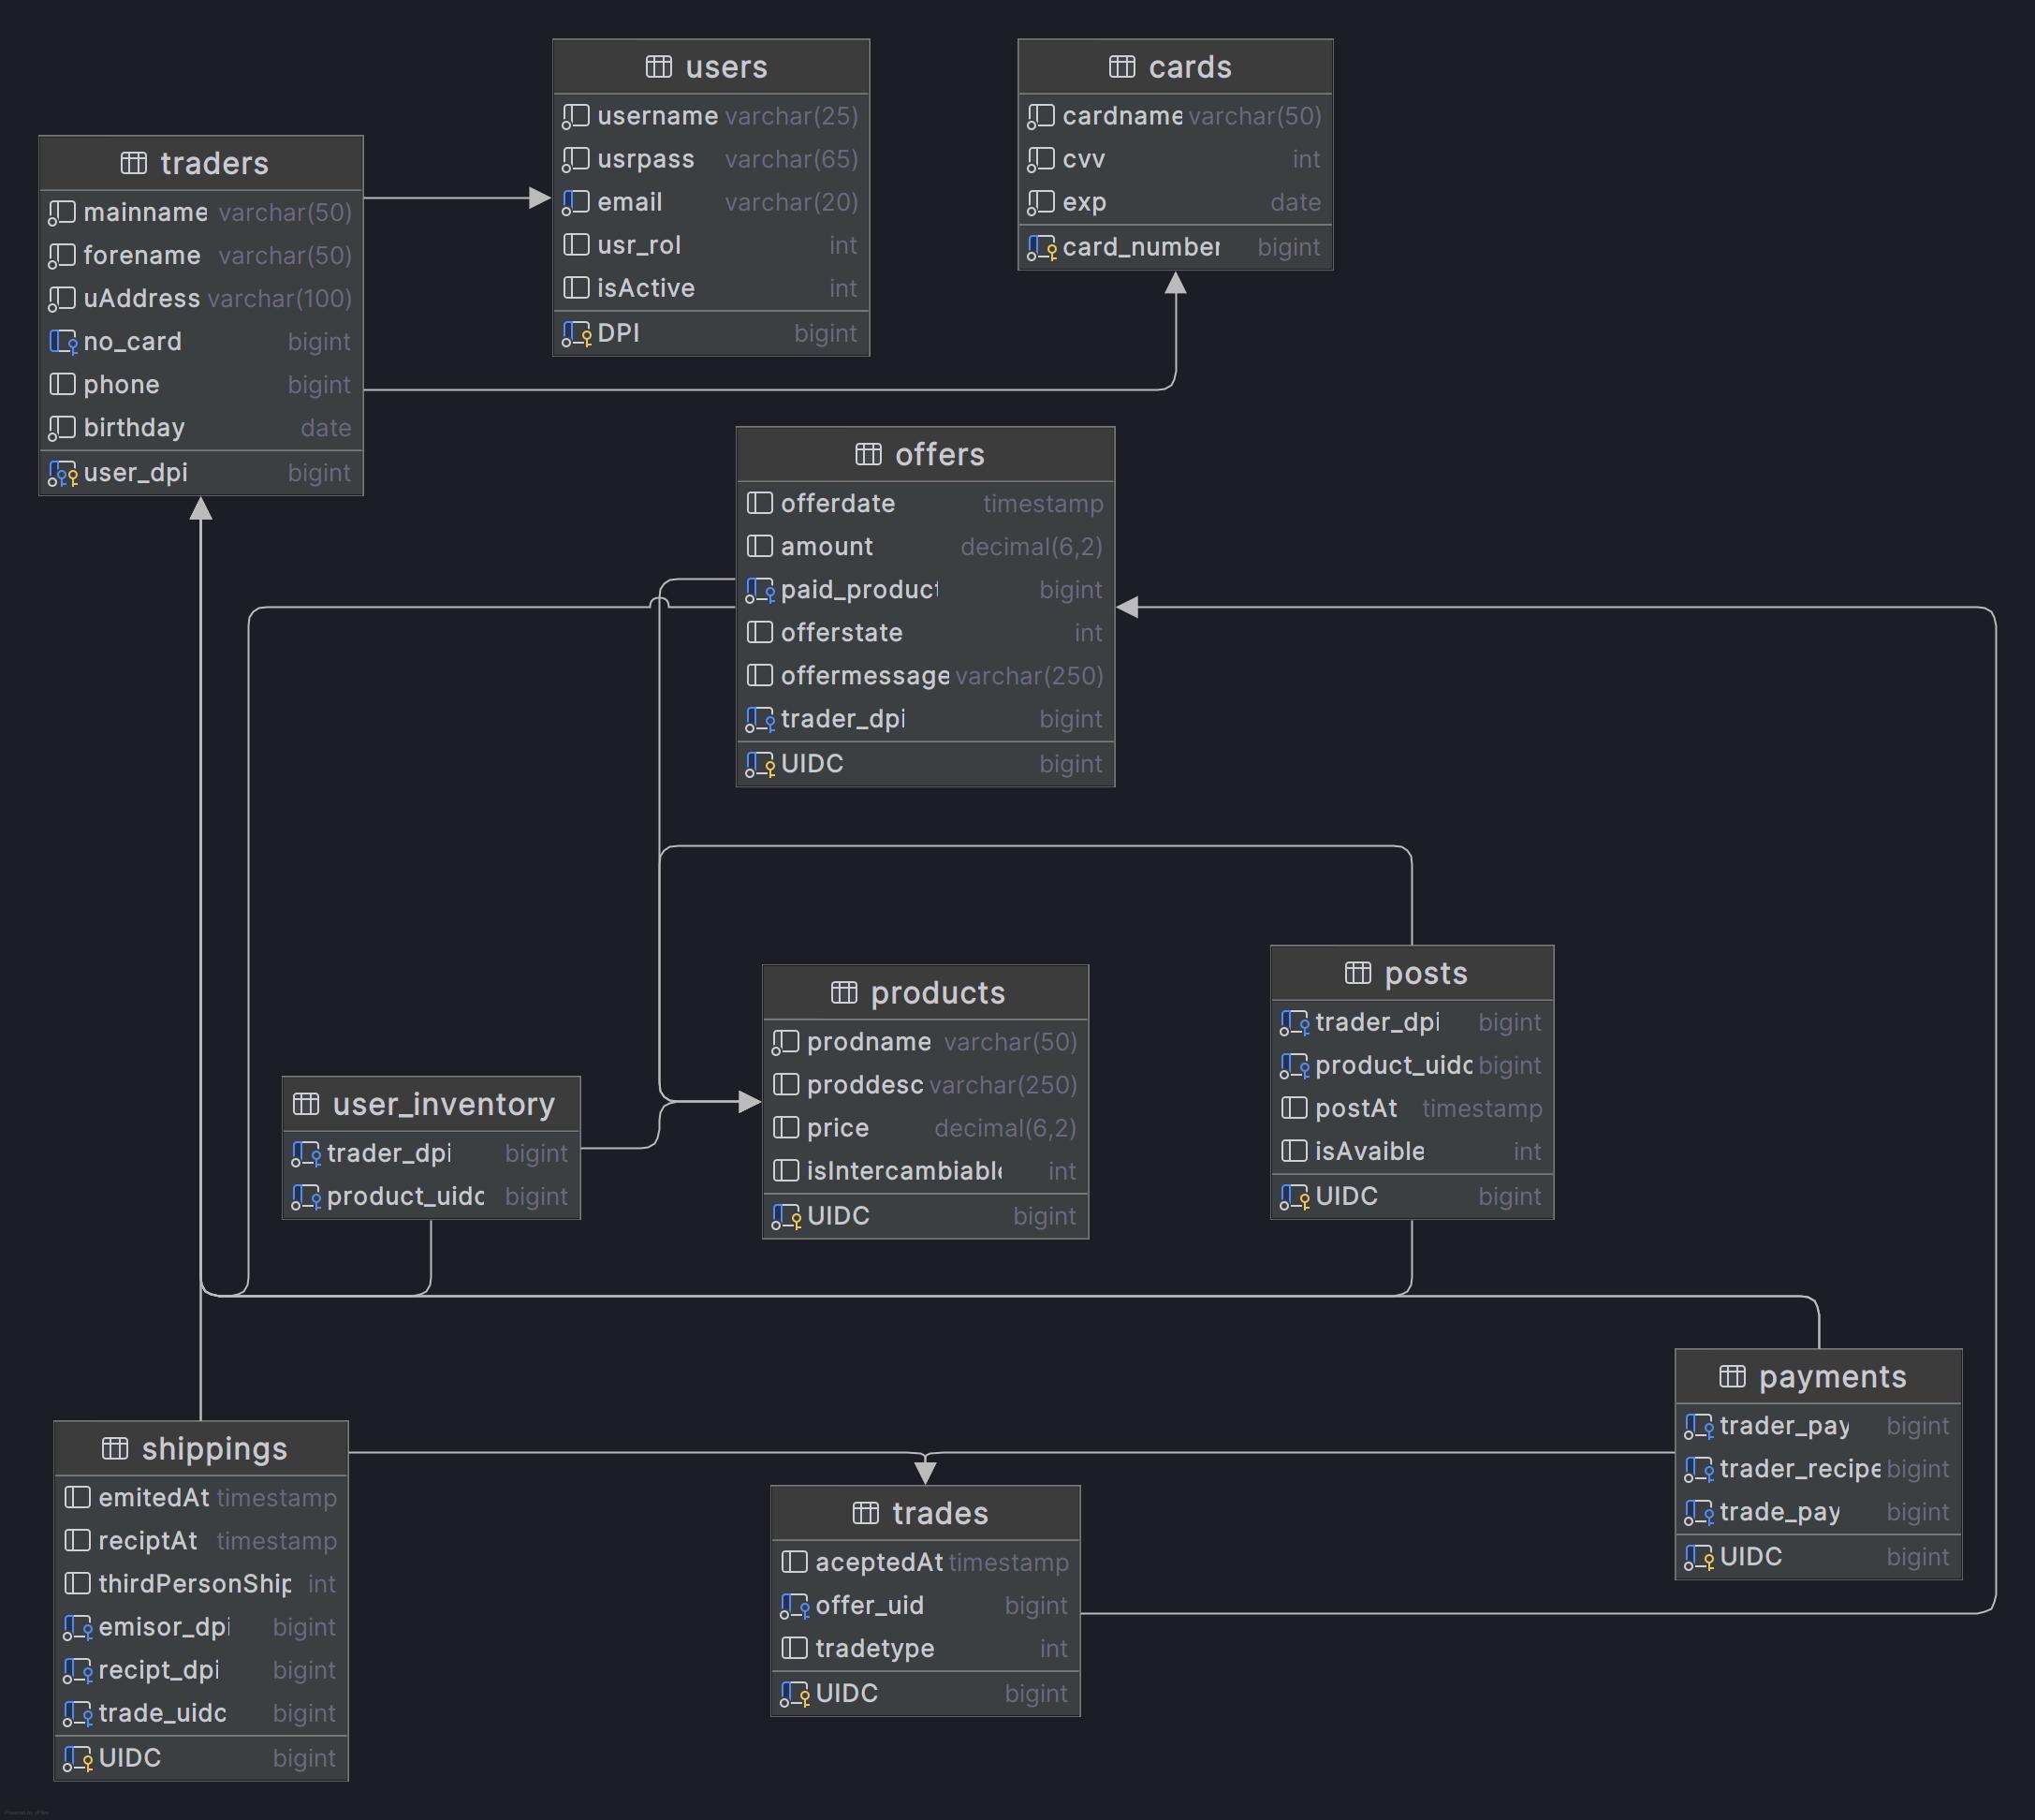 users
username varchar(25)
usrpass varchar(65)
email varchar(20)
usr_rol int
isActive int
DPI bigint
cards
cardname varchar(50)
cvv int
exp date
card_number bigint
traders
mainname varchar(50)
forename varchar(50)
uAddress varchar(100)
no_card bigint
phone bigint
birthday date
user_dpi bigint
offers
offerdate timestamp
amount decimal(6,2)
paid_product bigint
offerstate int
offermessage varchar(250)
trader_dpi bigint
UIDC bigint
products
prodname varchar(50)
proddesc varchar(250)
price decimal(6,2)
isIntercambiable int
UIDC bigint
posts
trader_dpi bigint
product_uidc bigint
postAt timestamp
isAvaible int
UIDC bigint
user_inventory
trader_dpi bigint
product_uidc bigint
payments
trader_pay bigint
trader_recipe bigint
trade_pay bigint
UIDC bigint
shippings
emitedAt timestamp
reciptAt timestamp
thirdPersonShip int
emisor_dpi bigint
recipt_dpi bigint
trade_uidc bigint
UIDC bigint
trades
aceptedAt timestamp
offer_uid bigint
tradetype int
UIDC bigint